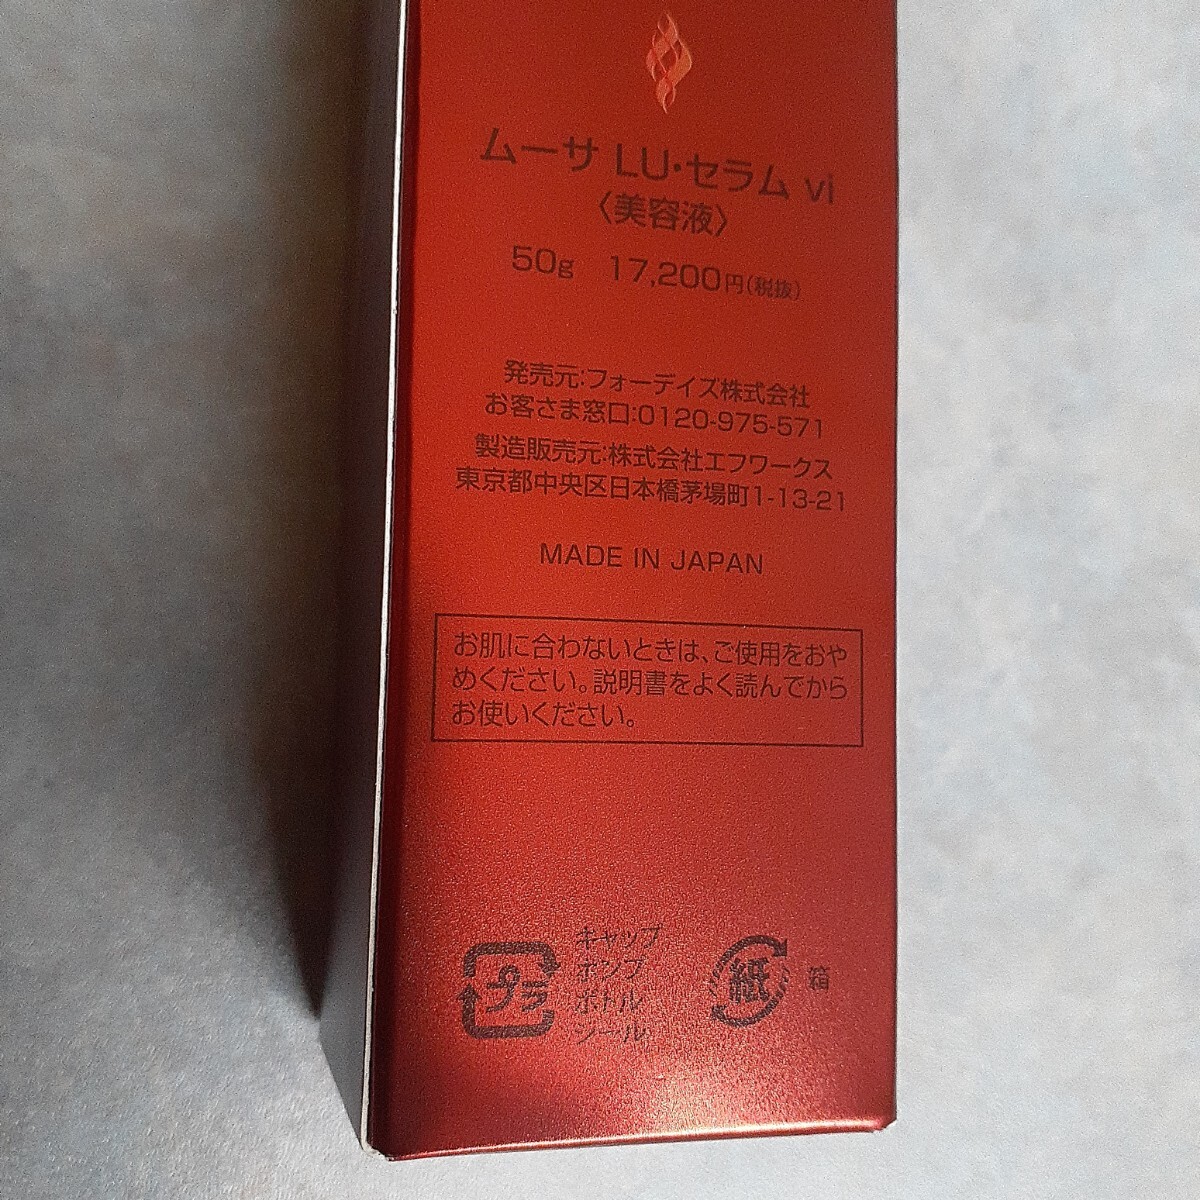 ムーサ LU・セラム vi
〈美容液〉
50g 17,200円(税抜)
発売元:フォーデイズ株式会社
お客さま窓口:0120-975-571
製造販売元:株式会社エフワークス
東京都中央区日本橋茅場町1-13-21
MADE IN JAPAN
お肌に合わないときは、ご使用をおや
めください。説明書をよく読んでから
お使いください。
プラ
キャップ
ポンプ
ボトル
シール
紙
箱